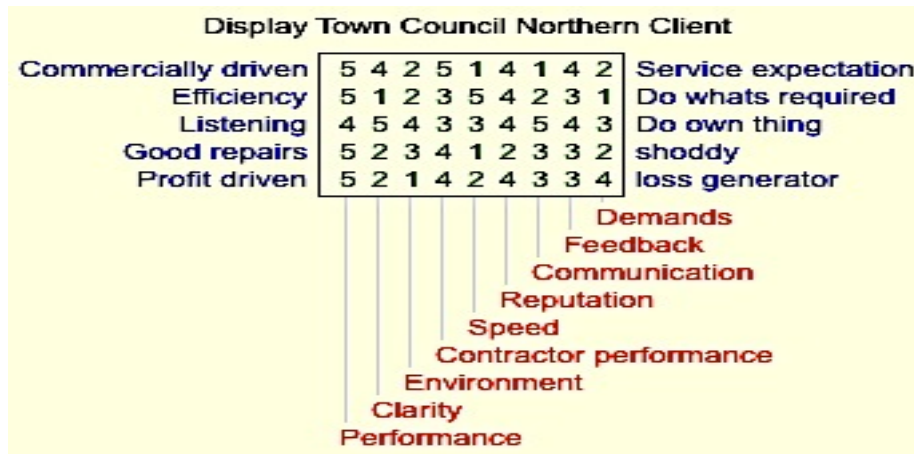 Display Town Council Northern Client
Commercially driven 5 4 2 5 1 4 1 4 2 Service expectation
Efficiency 5 1 2 3 5 4 2 3 1 Do whats required
Listening 4 5 4 3 3 4 5 4 3 Do own thing
Good repairs 5 2 3 4 1 2 3 3 2 shoddy
Profit driven 5 2 1 4 2 4 3 3 4 loss generator
Demands
Feedback
Communication
Reputation
Speed
Contractor performance
Environment
Clarity
Performance